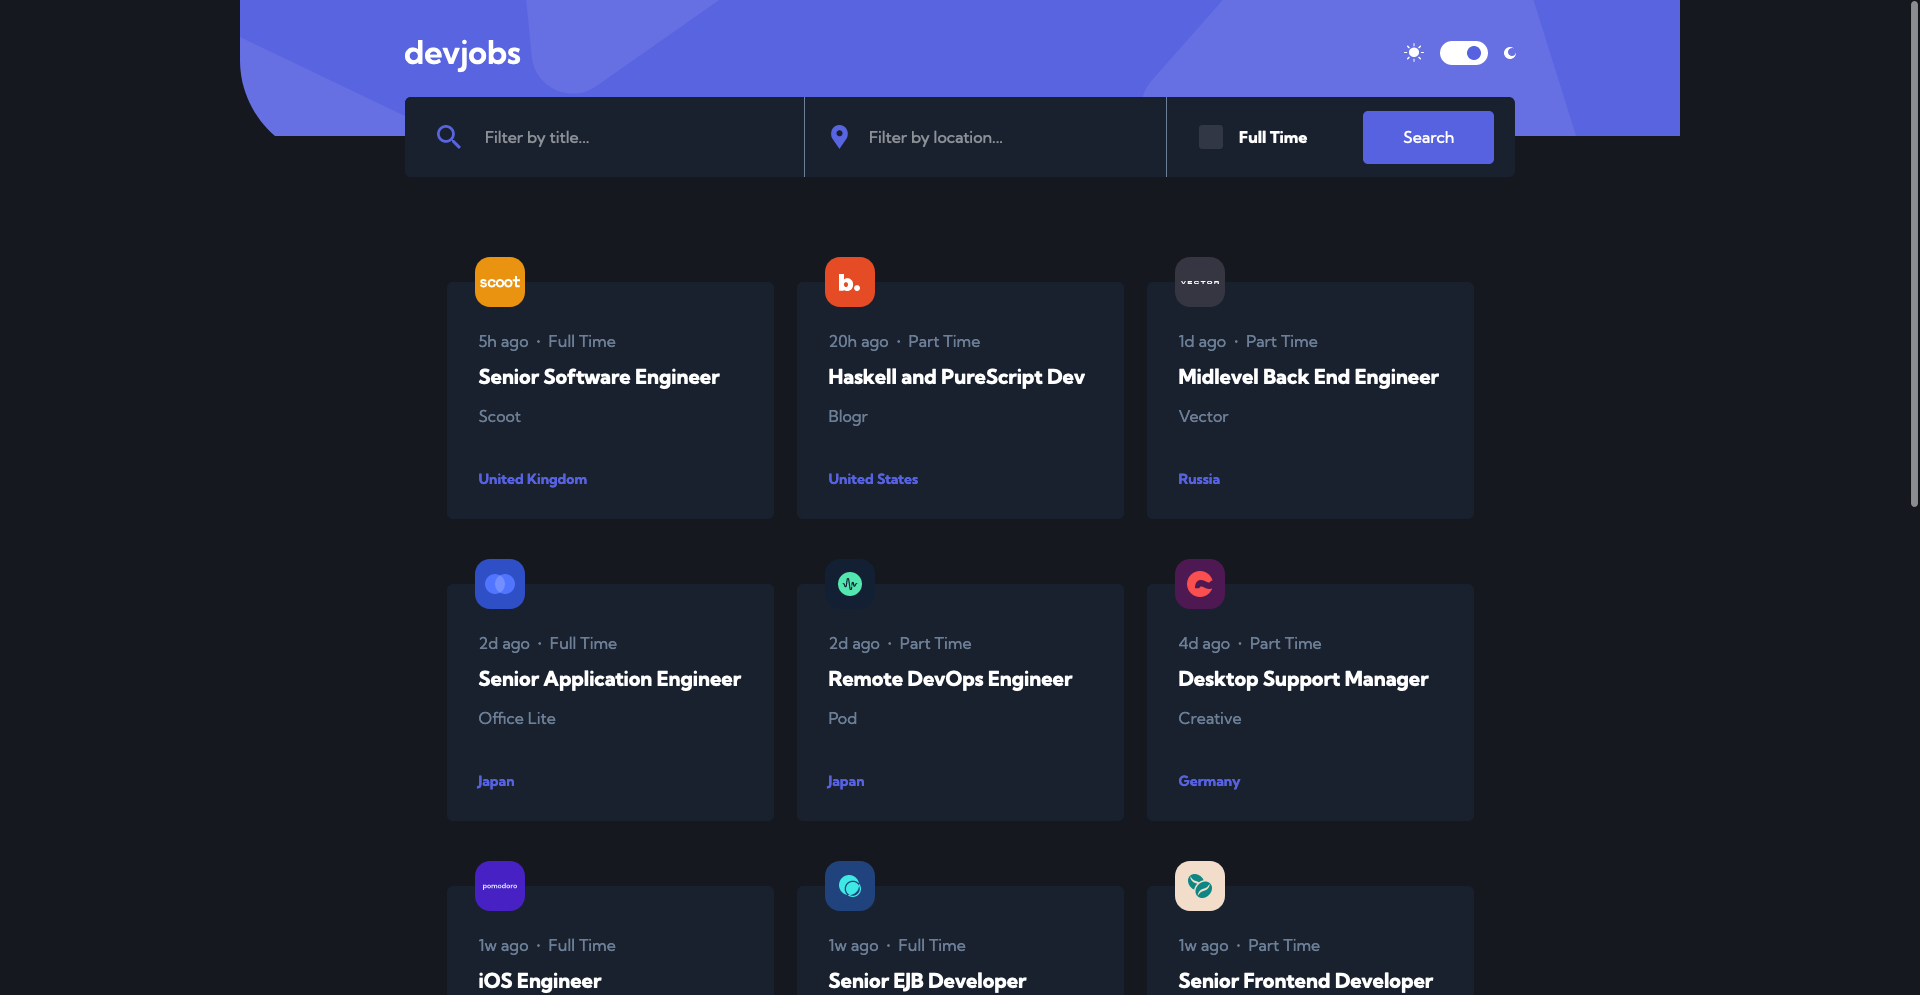 devjobs
Filter by title...
Filter by location...
Full Time
Search
scoot
5h ago • Full Time
Senior Software Engineer
Scoot
United Kingdom
b.
20h ago • Part Time
Haskell and PureScript Dev
Blogr
United States
VECTOR
1d ago • Part Time
Midlevel Back End Engineer
Vector
Russia
2d ago • Full Time
Senior Application Engineer
Office Lite
Japan
2d ago • Part Time
Remote DevOps Engineer
Pod
Japan
4d ago • Part Time
Desktop Support Manager
Creative
Germany
pomodoro
1w ago • Full Time
iOS Engineer
1w ago • Full Time
Senior EJB Developer
1w ago • Part Time
Senior Frontend Developer